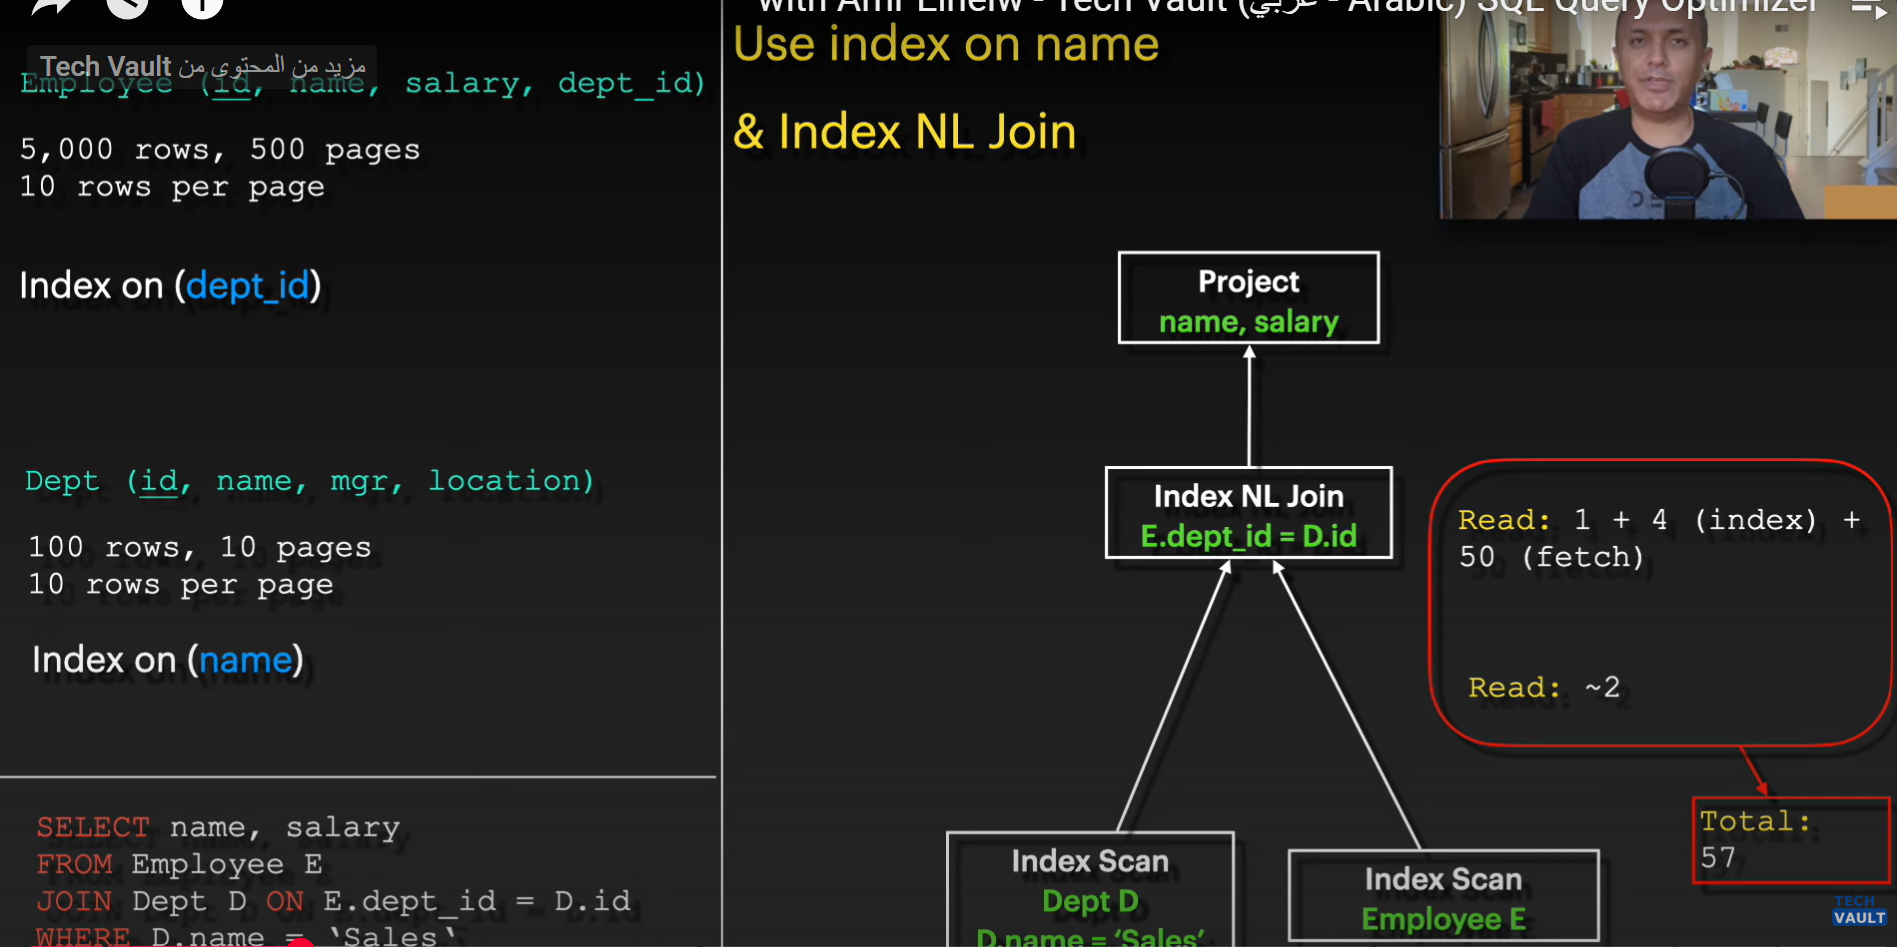 with Amr Elhelw - Tech Vault (عربي - Arabic) SQL Query Optimizer
مزيد من المحتوى من Tech Vault
Employee (id, name, salary, dept_id)
5,000 rows, 500 pages
10 rows per page
Index on (dept_id)
Dept (id, name, mgr, location)
100 rows, 10 pages
10 rows per page
Index on (name)
SELECT name, salary
FROM Employee E
JOIN Dept D ON E.dept_id = D.id
WHERE D.name = ‘Sales‘
Use index on name
& Index NL Join
Project
name, salary
Index NL Join
E.dept_id = D.id
Index Scan
Dept D
D.name = ‘Sales’
Index Scan
Employee E
Read: 1 + 4 (index) +
50 (fetch)
Read: ~2
Total:
57
TECH
VAULT